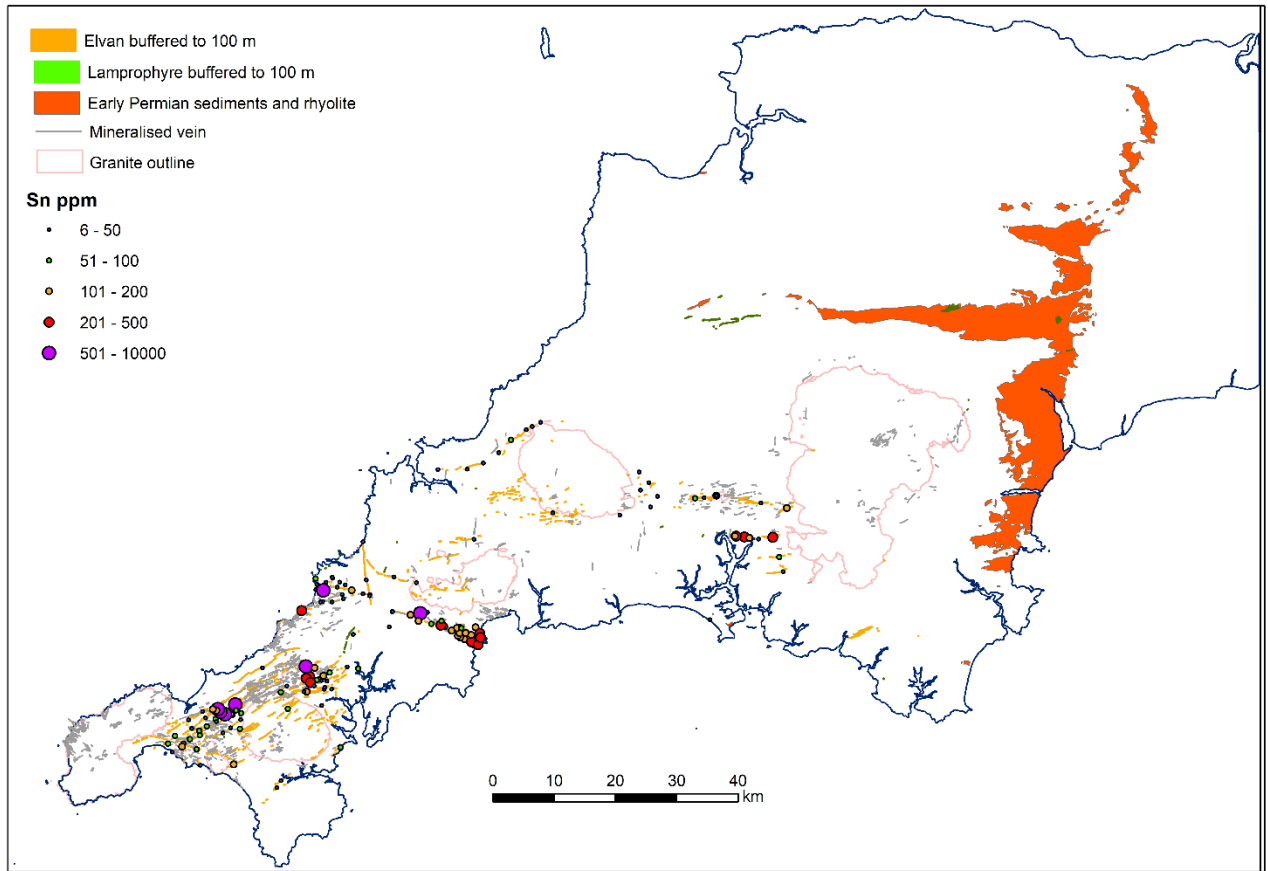 Elvan buffered to 100 m
Lamprophyre buffered to 100 m
Early Permian sediments and rhyolite
Mineralised vein
Granite outline
Sn ppm
6 - 50
51 - 100
101 - 200
201 - 500
501 - 10000
0 10 20 30 40
km